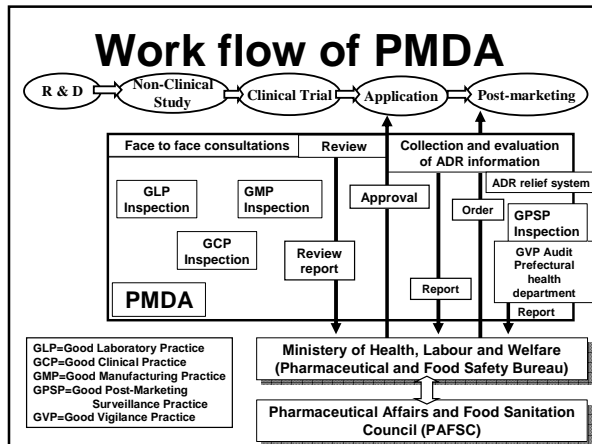 Work flow of PMDA
R & D
Non-Clinical
Study
Clinical Trial
Application
Post-marketing
Face to face consultations
Review
Collection and evaluation
of ADR information
ADR relief system
GLP
Inspection
GMP
Inspection
GCP
Inspection
Review
report
Approval
Order
Report
GPSP
Inspection
GVP Audit
Prefectural
health
department
Report
PMDA
GLP=Good Laboratory Practice
GCP=Good Clinical Practice
GMP=Good Manufacturing Practice
GPSP=Good Post-Marketing
Surveillance Practice
GVP=Good Vigilance Practice
Ministry of Health, Labour and Welfare
(Pharmaceutical and Food Safety Bureau)
Pharmaceutical Affairs and Food Sanitation
Council (PAFSC)